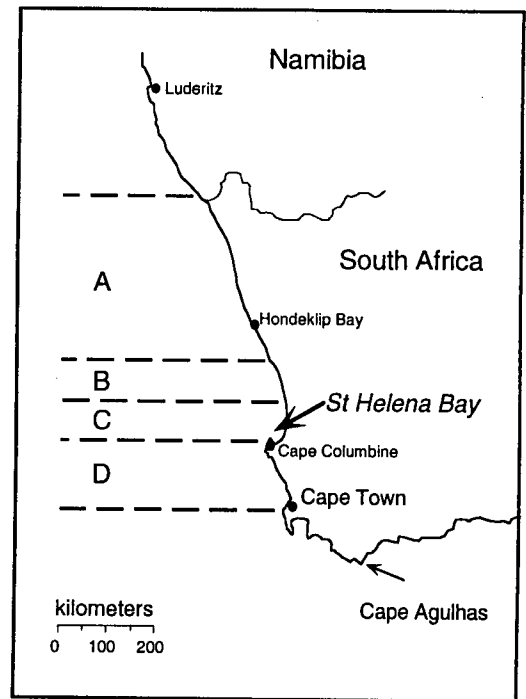 Namibia
Luderitz
South Africa
A
Hondeklip Bay
B
St Helena Bay
C
Cape Columbine
D
Cape Town
kilometers
Cape Agulhas
0 100 200